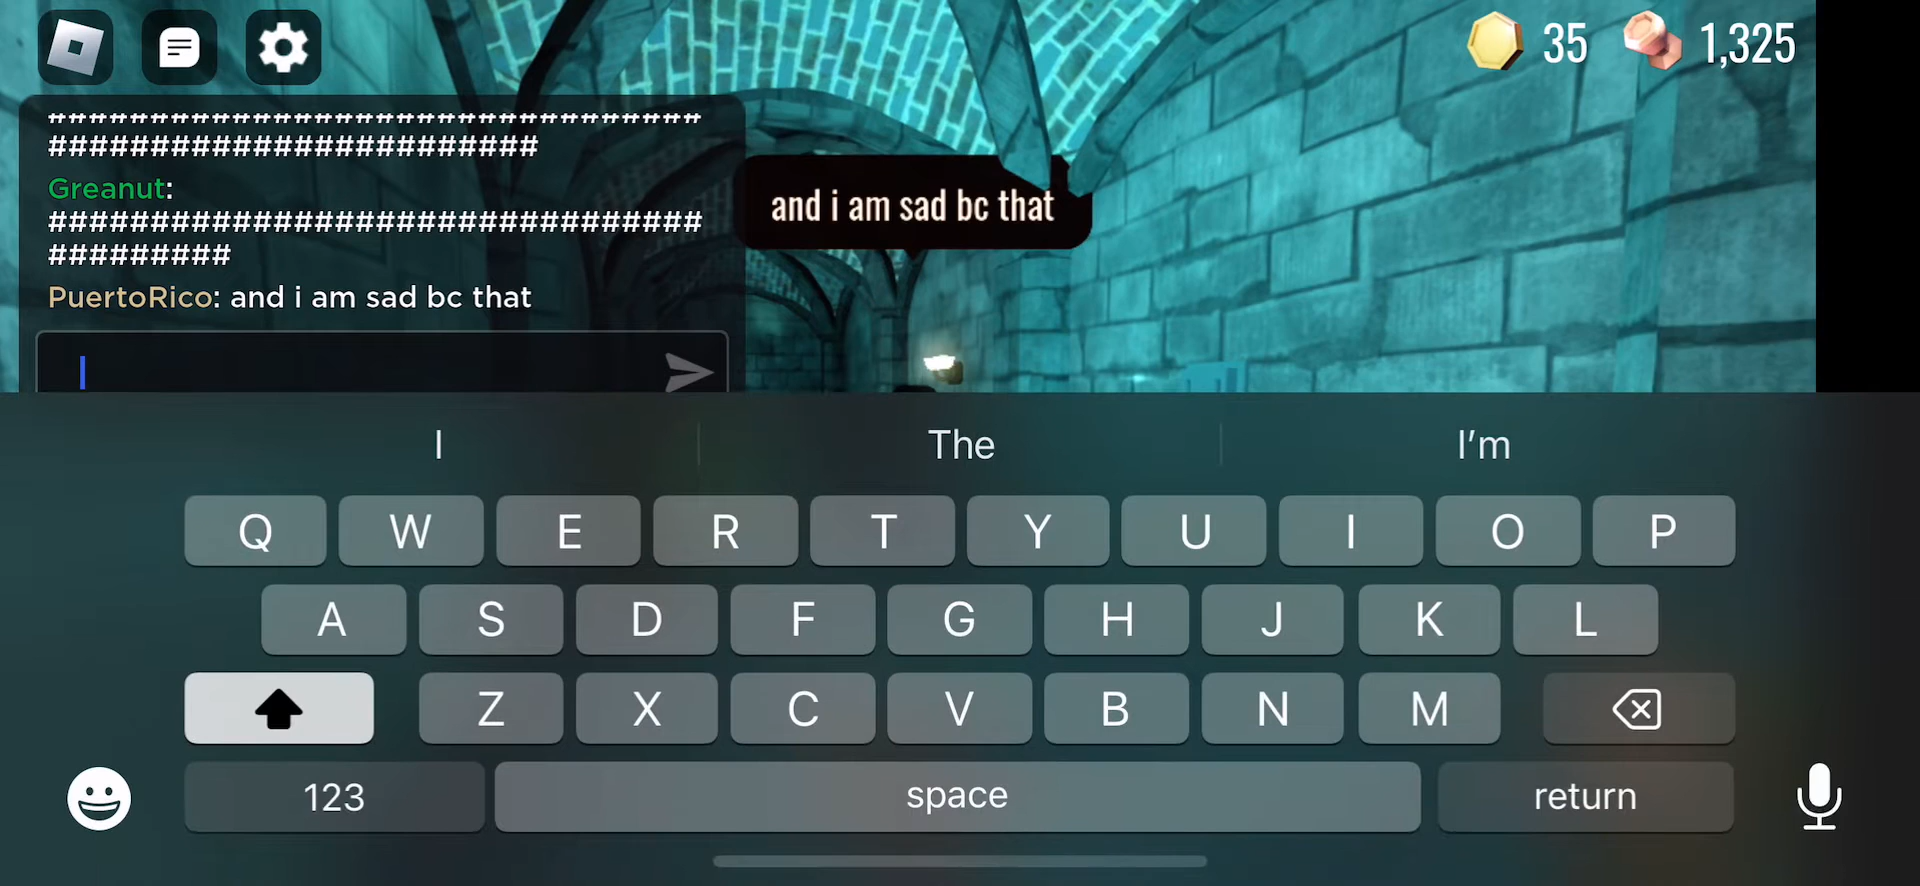 35 1,325
################################
########################
Greanut:
################################
#########
PuertoRico: and i am sad bc that
and i am sad bc that
I The I'm
Q W E R T Y U I O P
A S D F G H J K L
Z X C V B N M
123 space return